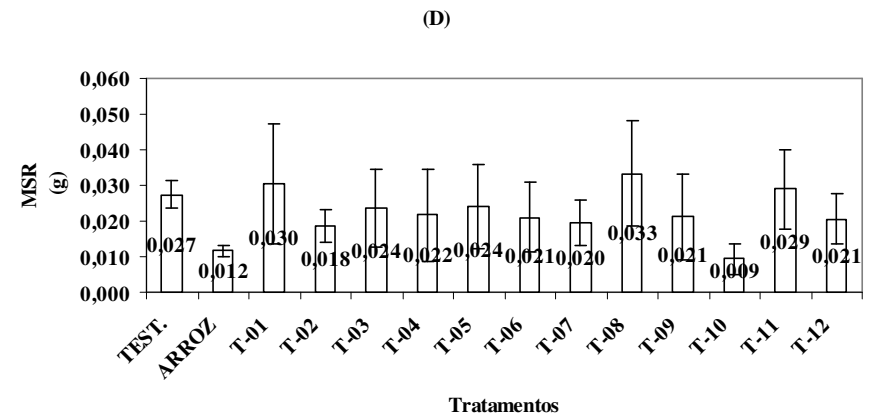 (D)
0,060
0,050
0,040
0,030
0,020
0,010
0,000
MSR
(g)
0,027
0,012
0,030
0,018
0,024
0,022
0,024
0,021
0,020
0,033
0,021
0,009
0,029
0,021
TEST.
ARROZ
T-01
T-02
T-03
T-04
T-05
T-06
T-07
T-08
T-09
T-10
T-11
T-12
Tratamentos